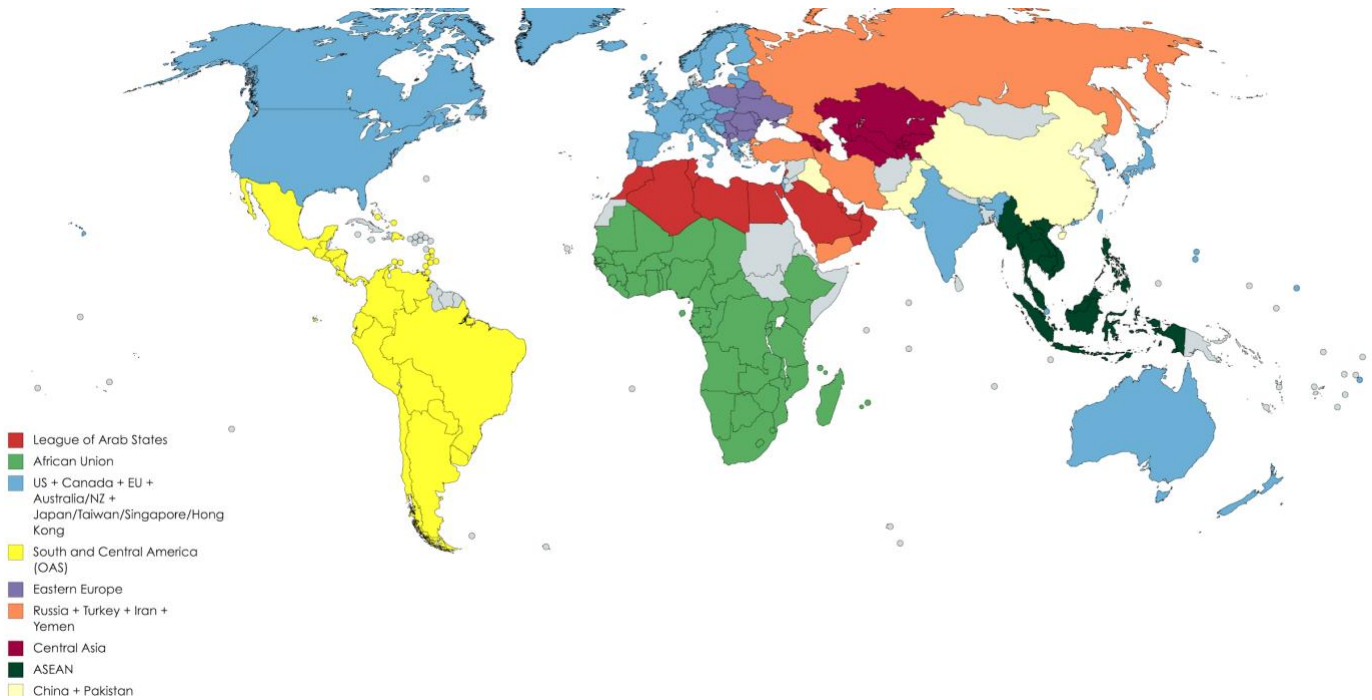 League of Arab States
African Union
US + Canada + EU +
Australia/NZ +
Japan/Taiwan/Singapore/Hong
Kong
South and Central America
(OAS)
Eastern Europe
Russia + Turkey + Iran +
Yemen
Central Asia
ASEAN
China + Pakistan